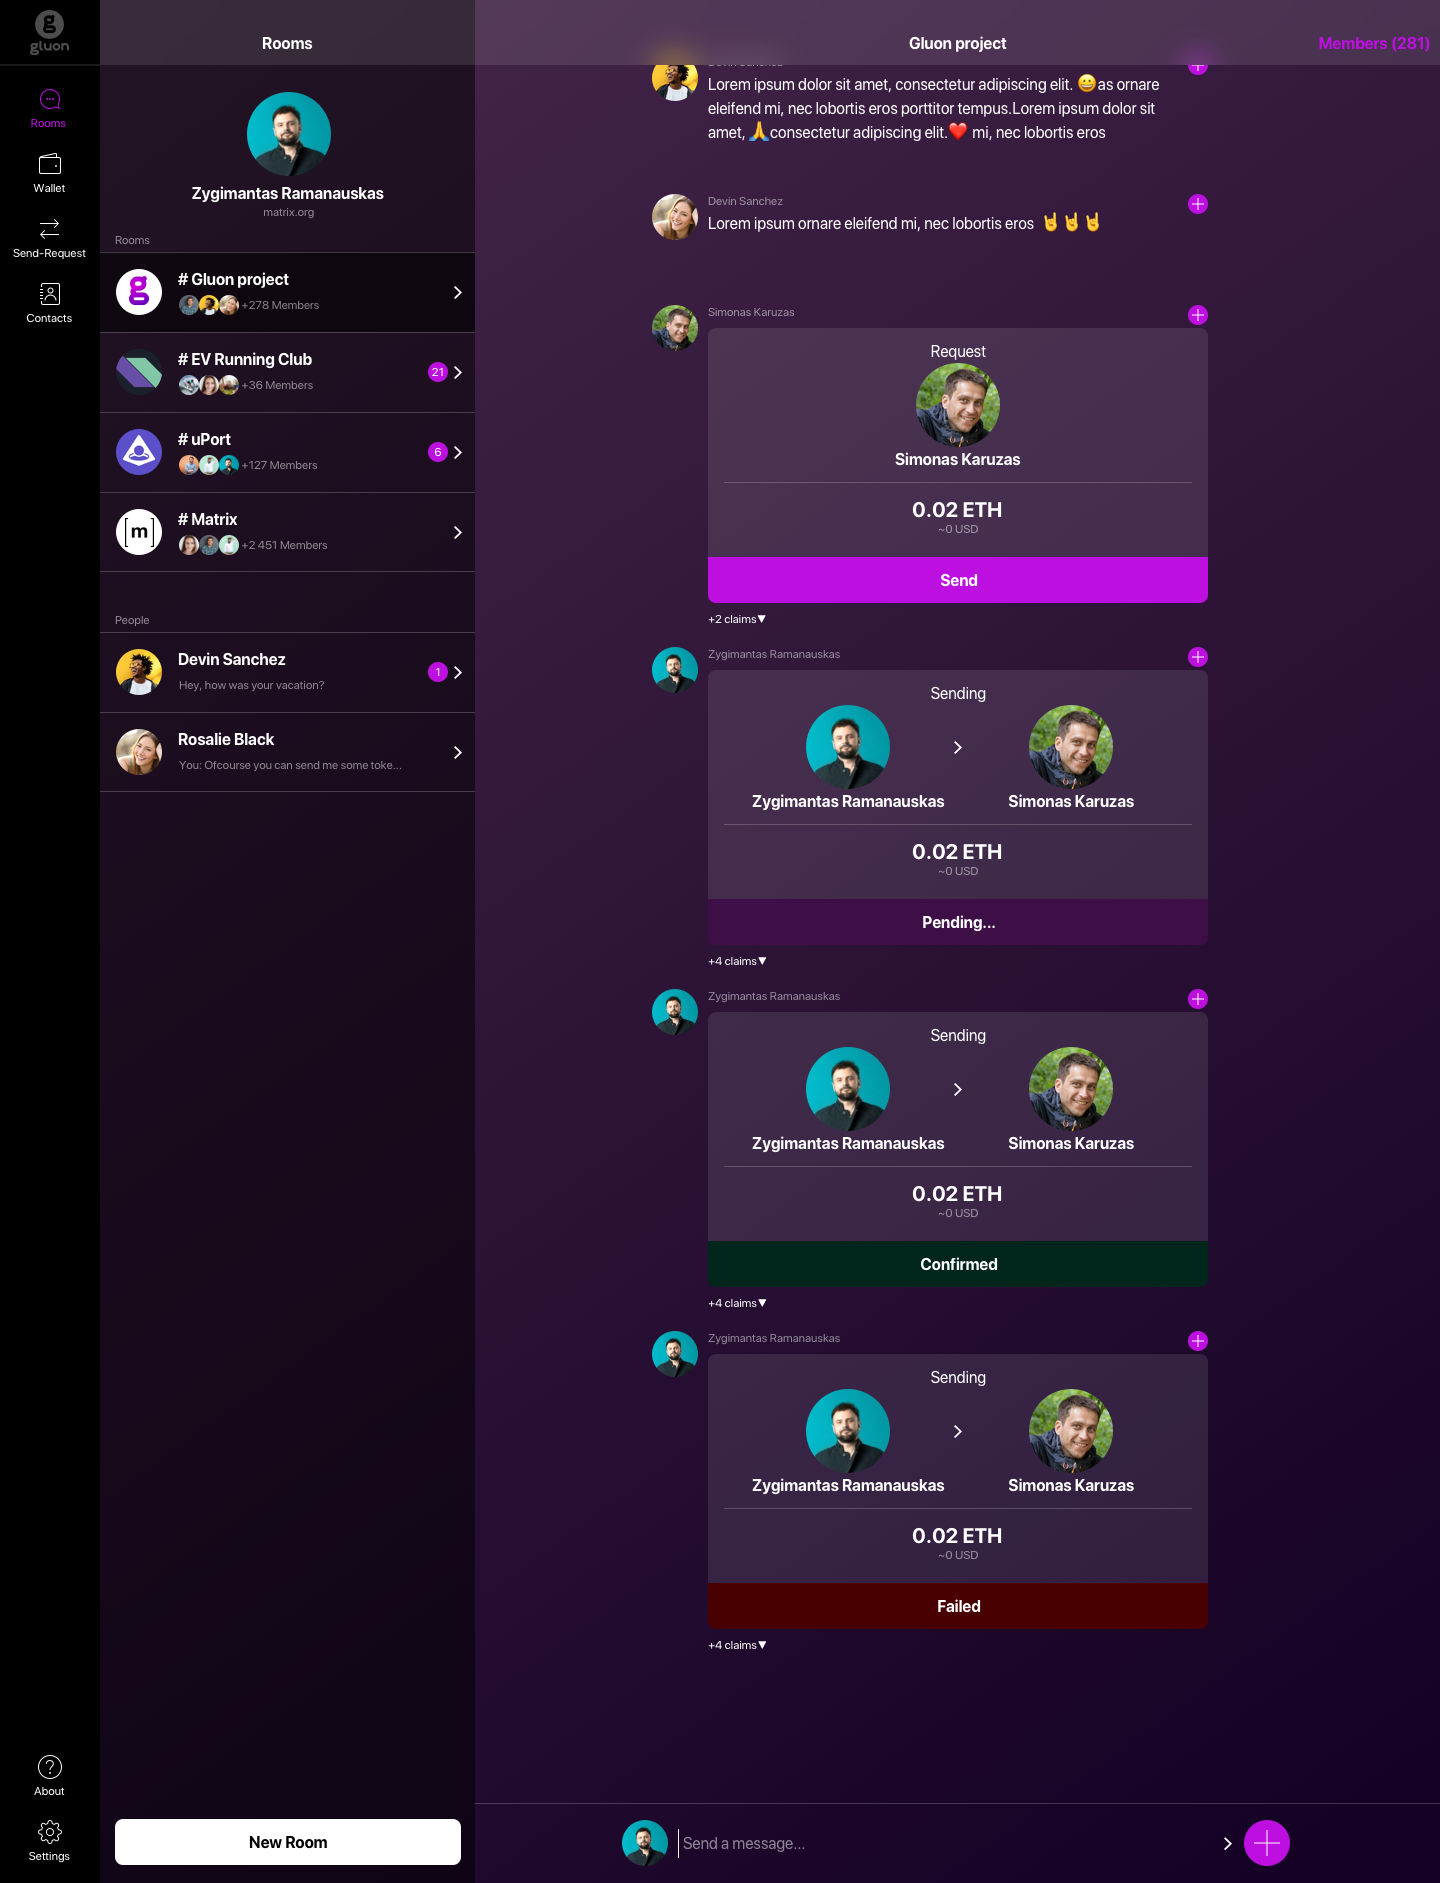 gluon
Rooms
Wallet
Send-Request
Contacts
About
Settings
Rooms
Zygimantas Ramanauskas
matrix.org
Rooms
# Gluon project
+278 Members
# EV Running Club
+36 Members
21
# uPort
+127 Members
6
[m]
# Matrix
+2 451 Members
People
Devin Sanchez
Hey, how was your vacation?
1
Rosalie Black
You: Ofcourse you can send me some toke...
New Room
Gluon project
Members (281)
Devin Sanchez
Lorem ipsum dolor sit amet, consectetur adipiscing elit. 😀as ornare
eleifend mi, nec lobortis eros porttitor tempus.Lorem ipsum dolor sit
amet, 🙏consectetur adipiscing elit.❤️ mi, nec lobortis eros
Devin Sanchez
Lorem ipsum ornare eleifend mi, nec lobortis eros 🤘🤘🤘
Simonas Karuzas
Request
Simonas Karuzas
0.02 ETH
~0 USD
Send
+2 claims▼
Zygimantas Ramanauskas
Sending
Zygimantas Ramanauskas
Simonas Karuzas
0.02 ETH
~0 USD
Pending...
+4 claims▼
Zygimantas Ramanauskas
Sending
Zygimantas Ramanauskas
Simonas Karuzas
0.02 ETH
~0 USD
Confirmed
+4 claims▼
Zygimantas Ramanauskas
Sending
Zygimantas Ramanauskas
Simonas Karuzas
0.02 ETH
~0 USD
Failed
+4 claims▼
Send a message...